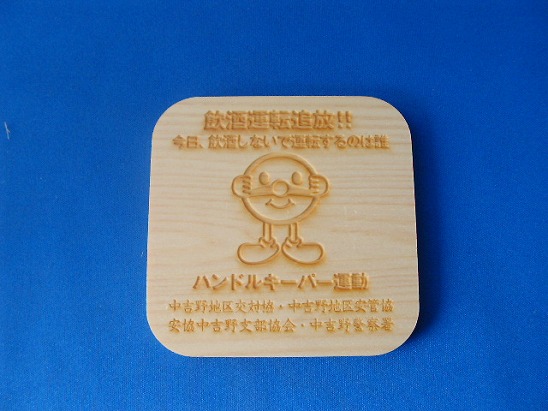 飲酒運転追放!!
今日、飲酒しないで運転するのは誰
ハンドルキーパー運動
中吉野地区交対協・中吉野地区安管協
安協中吉野支部協会・中吉野警察署